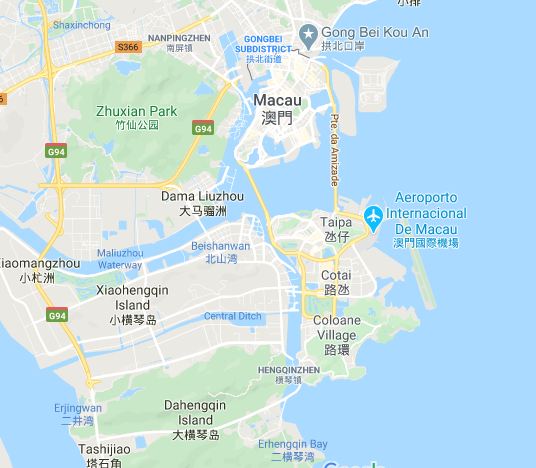 小排
Shaxinchong
NANPINGZHEN
南屏镇
S366
GONGBEI
SUBDISTRICT
拱北街道
Gong Bei Kou An
拱北口岸
Macau
澳門
Zhuxian Park
竹仙公园
G94
G94
Pte. da Amizade
Dama Liuzhou
大马骝洲
Aeroporto
Internacional
De Macau
澳門國際機場
Taipa
氹仔
Beishanwan
北山湾
Maliuzhou
Waterway
Xiaomangzhou
小杧洲
Cotai
路氹
Xiaohengqin
Island
小横琴岛
G94
Central Ditch
Coloane
Village
路環
HENGQINZHEN
横琴镇
Erjingwan
二井湾
Dahengqin
Island
大横琴岛
Tashijiao
塔石角
Erhengqin Bay
二横琴湾